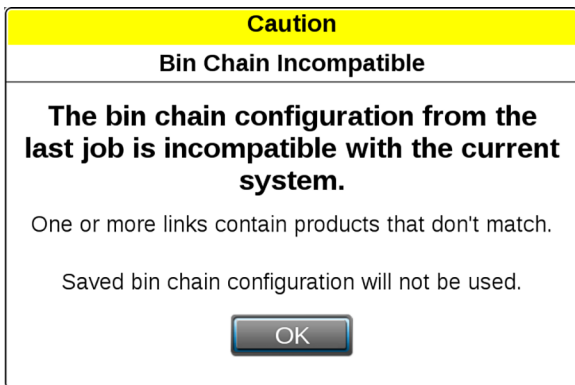 Caution
Bin Chain Incompatible
The bin chain configuration from the
last job is incompatible with the current
system.
One or more links contain products that don't match.
Saved bin chain configuration will not be used.
OK